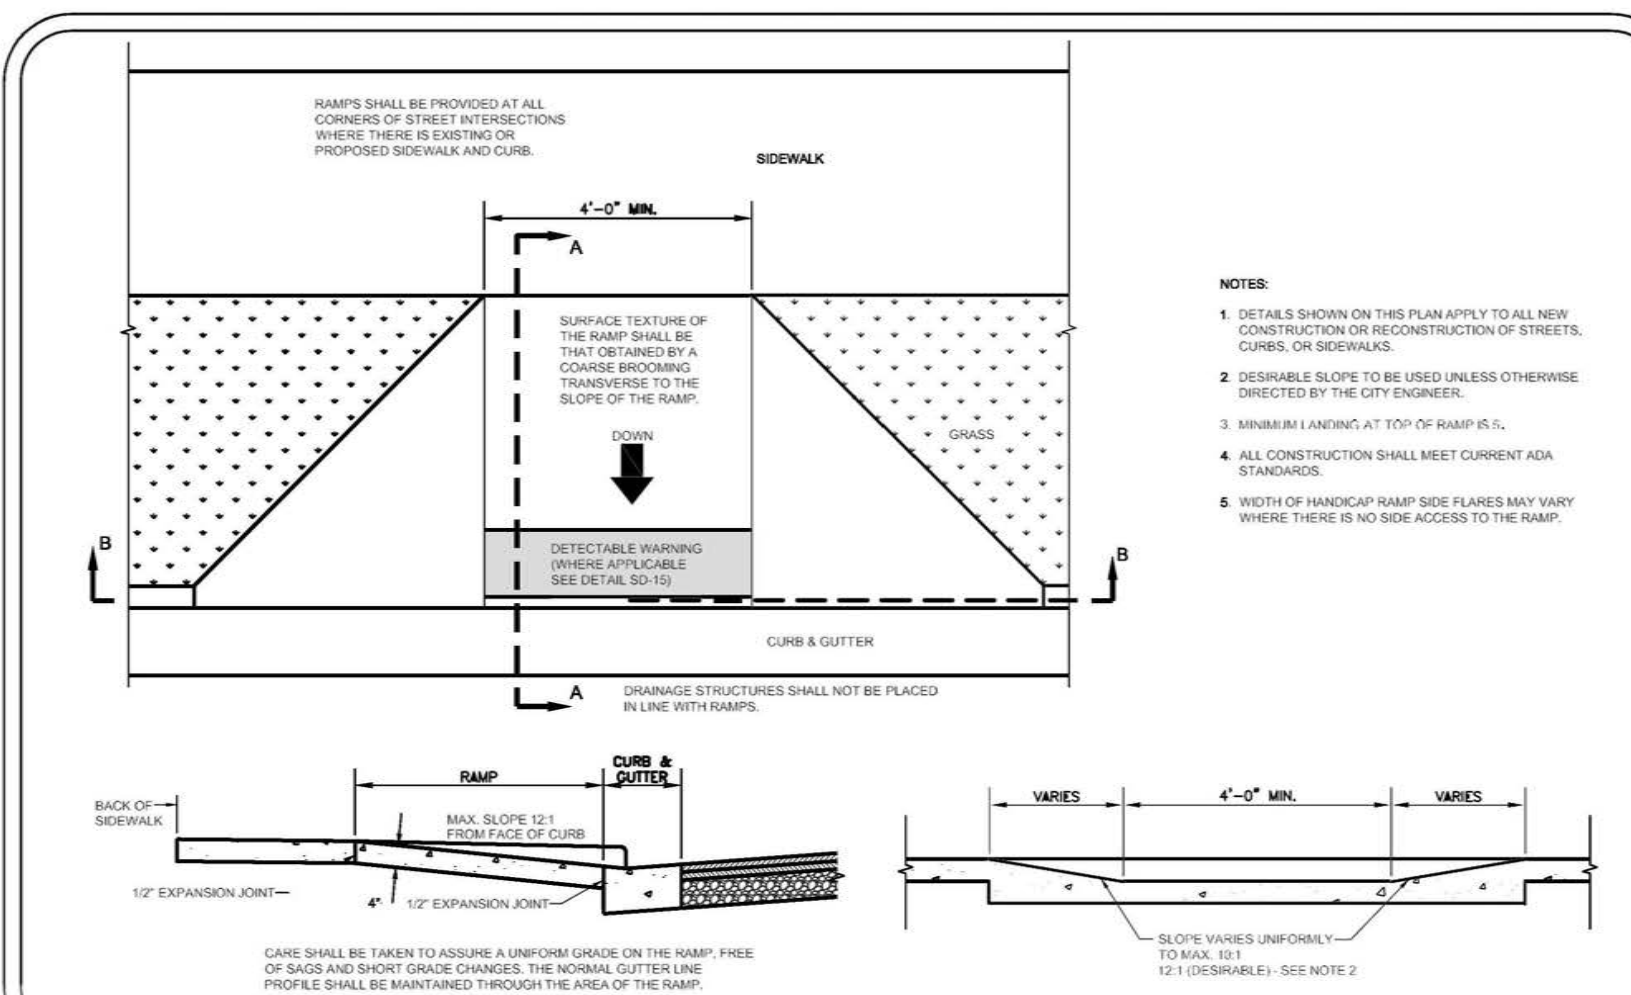 RAMPS SHALL BE PROVIDED AT ALL
CORNERS OF STREET INTERSECTIONS
WHERE THERE IS EXISTING OR
PROPOSED SIDEWALK AND CURB.
SIDEWALK
4'-0" MIN.
A
SURFACE TEXTURE OF
THE RAMP SHALL BE
THAT OBTAINED BY A
COARSE BROOMING
TRANSVERSE TO THE
SLOPE OF THE RAMP.
DOWN
GRASS
B
DETECTABLE WARNING
(WHERE APPLICABLE
SEE DETAIL SD-15)
B
CURB & GUTTER
A
DRAINAGE STRUCTURES SHALL NOT BE PLACED
IN LINE WITH RAMPS.
NOTES:
1. DETAILS SHOWN ON THIS PLAN APPLY TO ALL NEW
CONSTRUCTION OR RECONSTRUCTION OF STREETS,
CURBS, OR SIDEWALKS.
2. DESIRABLE SLOPE TO BE USED UNLESS OTHERWISE
DIRECTED BY THE CITY ENGINEER.
3. MINIMUM LANDING AT TOP OF RAMP IS 5.
4. ALL CONSTRUCTION SHALL MEET CURRENT ADA
STANDARDS.
5. WIDTH OF HANDICAP RAMP SIDE FLARES MAY VARY
WHERE THERE IS NO SIDE ACCESS TO THE RAMP.
RAMP
CURB &
GUTTER
BACK OF
SIDEWALK
MAX. SLOPE 12:1
FROM FACE OF CURB
1/2" EXPANSION JOINT
4"
1/2" EXPANSION JOINT
CARE SHALL BE TAKEN TO ASSURE A UNIFORM GRADE ON THE RAMP, FREE
OF SAGS AND SHORT GRADE CHANGES. THE NORMAL GUTTER LINE
PROFILE SHALL BE MAINTAINED THROUGH THE AREA OF THE RAMP.
VARIES
4'-0" MIN.
VARIES
SLOPE VARIES UNIFORMLY
TO MAX. 10:1
12:1 (DESIRABLE) - SEE NOTE 2